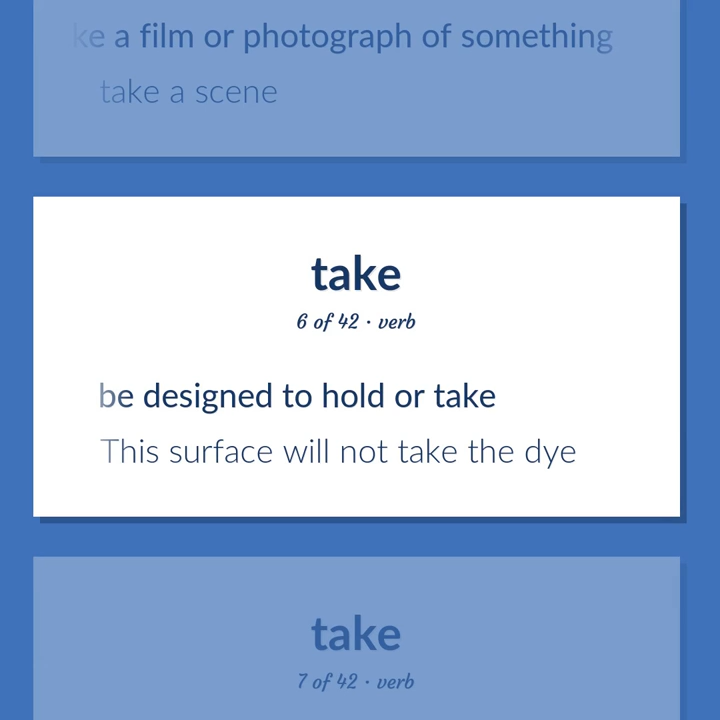 ke a film or photograph of something
take a scene
take
6 of 42 · verb
be designed to hold or take
This surface will not take the dye
take
7 of 42 · verb